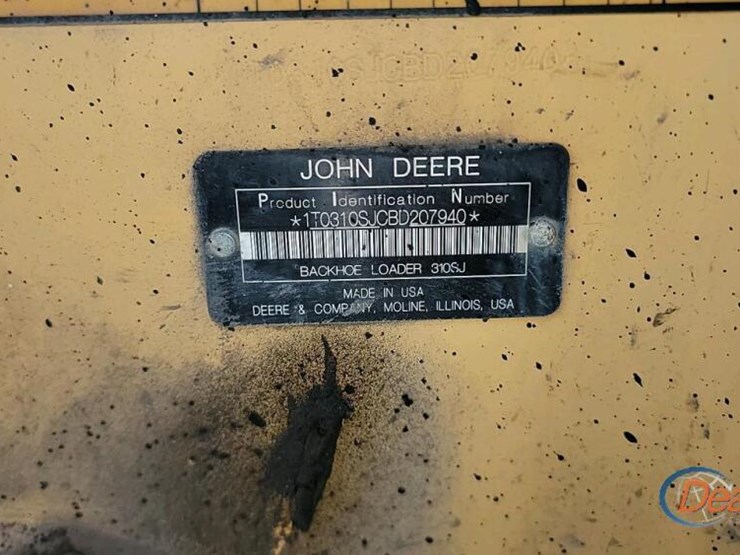 JOHN DEERE
Product Identification Number
*1T0310SJCBD207940*
BACKHOE LOADER 310SJ
MADE IN USA
DEERE & COMPANY, MOLINE, ILLINOIS, USA